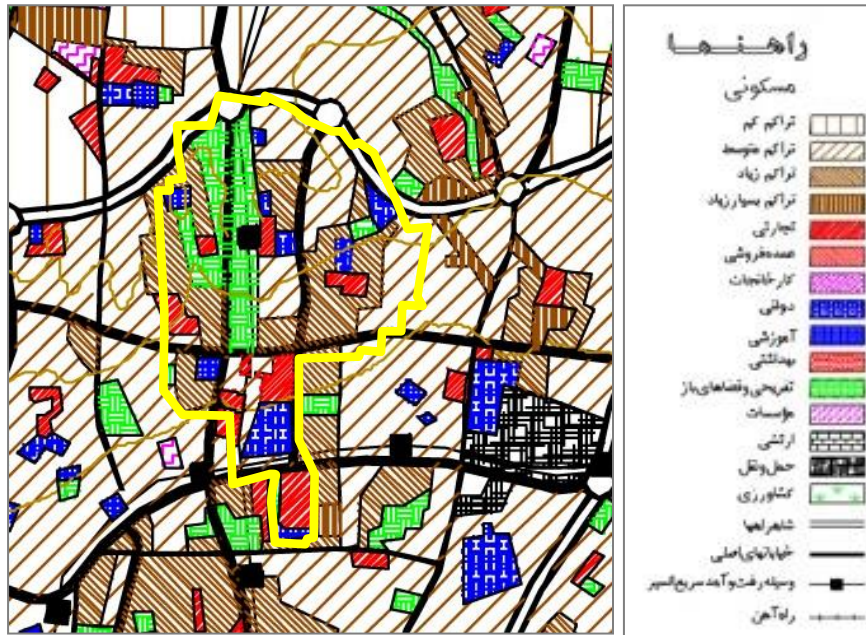 راهنما
مسکونی
تراکم کم
تراکم متوسط
تراکم زیاد
تراکم بسیار زیاد
تجارتی
عمده فروشی
کارخانجات
دولتی
آموزشی
بهداشتی
تفریحی و فضاهای باز
مؤسسات
ارتشی
حمل و نقل
کشاورزی
شاهراهها
خیابانهای اصلی
وسیله رفت و آمد سریع السیر
راه آهن